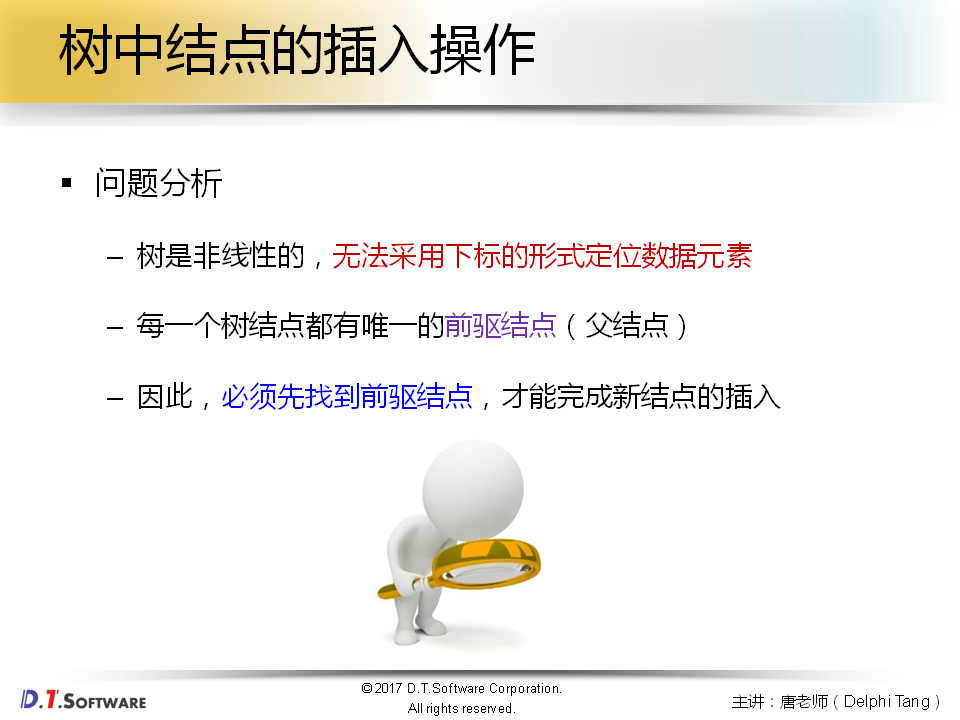 树中结点的插入操作
▪ 问题分析
– 树是非线性的，无法采用下标的形式定位数据元素
– 每一个树结点都有唯一的前驱结点（父结点）
– 因此，必须先找到前驱结点，才能完成新结点的插入
©2017 D.T.Software Corporation.
All rights reserved.
D.T.SOFTWARE
主讲：唐老师（Delphi Tang）